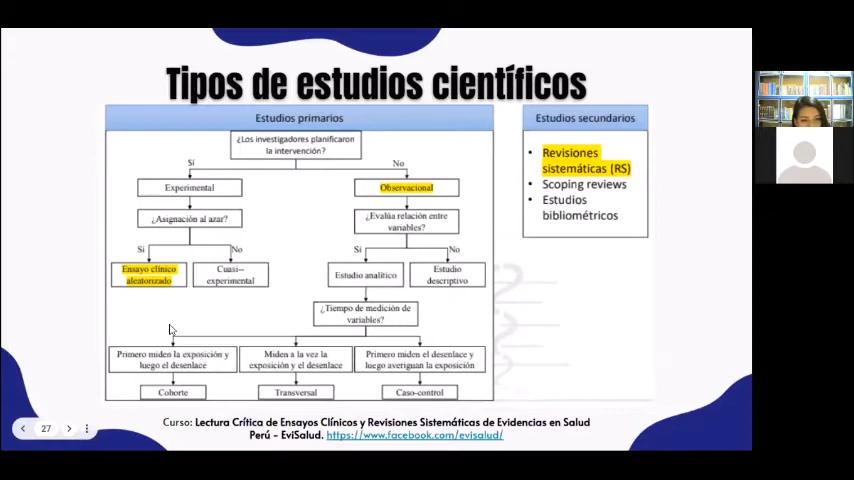 Tipos de estudios científicos
Estudios primarios
¿Los investigadores planificaron
la intervención?
Sí
No
Experimental
Observacional
¿Asignación al azar?
¿Evalúa relación entre
variables?
Si
No
Si
No
Ensayo clínico
aleatorizado
Cuasi--
experimental
Estudio analítico
Estudio
descriptivo
¿Tiempo de medición de
variables?
Primero miden la exposición y
luego el desenlace
Miden a la vez la
exposición y el desenlace
Primero miden el desenlace y
luego averiguan la exposición
Cohorte
Transversal
Caso-control
Estudios secundarios
• Revisiones
sistemáticas (RS)
• Scoping reviews
• Estudios
bibliométricos
27
Curso: Lectura Crítica de Ensayos Clínicos y Revisiones Sistemáticas de Evidencias en Salud
Perú - EviSalud. https://www.facebook.com/evisalud/